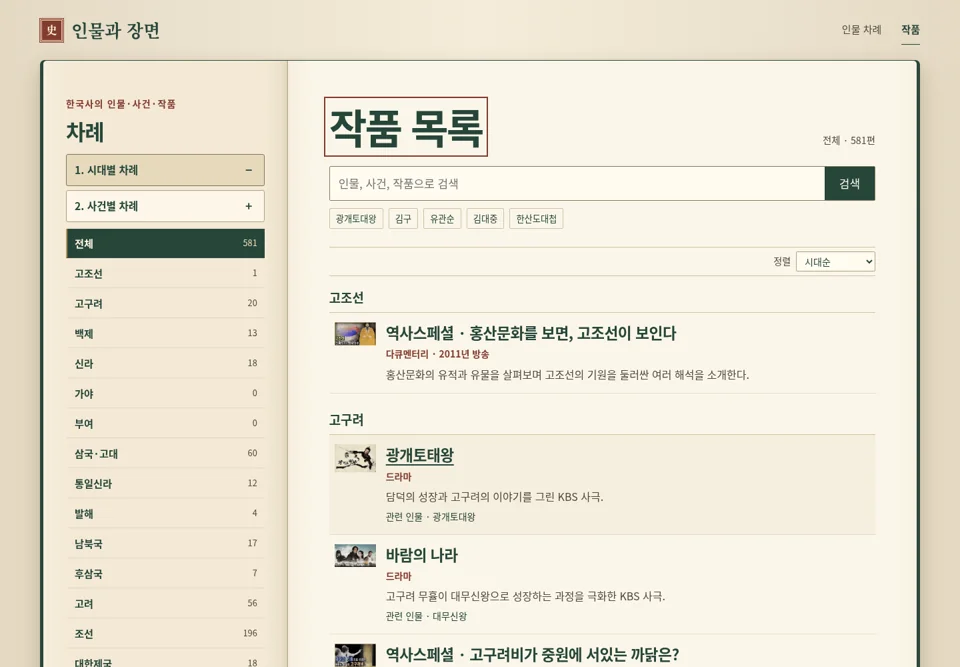 史 인물과 장면
인물 차례
작품
한국사의 인물·사건·작품
차례
1. 시대별 차례 −
2. 사건별 차례 +
전체 581
고조선 1
고구려 20
백제 13
신라 18
가야 0
부여 0
삼국·고대 60
통일신라 12
발해 4
남북국 17
후삼국 7
고려 56
조선 196
대한제국 18
작품 목록
전체 · 581편
인물, 사건, 작품으로 검색
검색
광개토대왕
김구
유관순
김대중
한산도대첩
정렬 시대순
고조선
역사스페셜 · 홍산문화를 보면, 고조선이 보인다
다큐멘터리 · 2011년 방송
홍산문화의 유적과 유물을 살펴보며 고조선의 기원을 둘러싼 여러 해석을 소개한다.
고구려
광개토태왕
드라마
담덕의 성장과 고구려의 이야기를 그린 KBS 사극.
관련 인물 · 광개토대왕
바람의 나라
드라마
고구려 무휼이 대무신왕으로 성장하는 과정을 극화한 KBS 사극.
관련 인물 · 대무신왕
역사스페셜 · 고구려비가 중원에 서있는 까닭은?